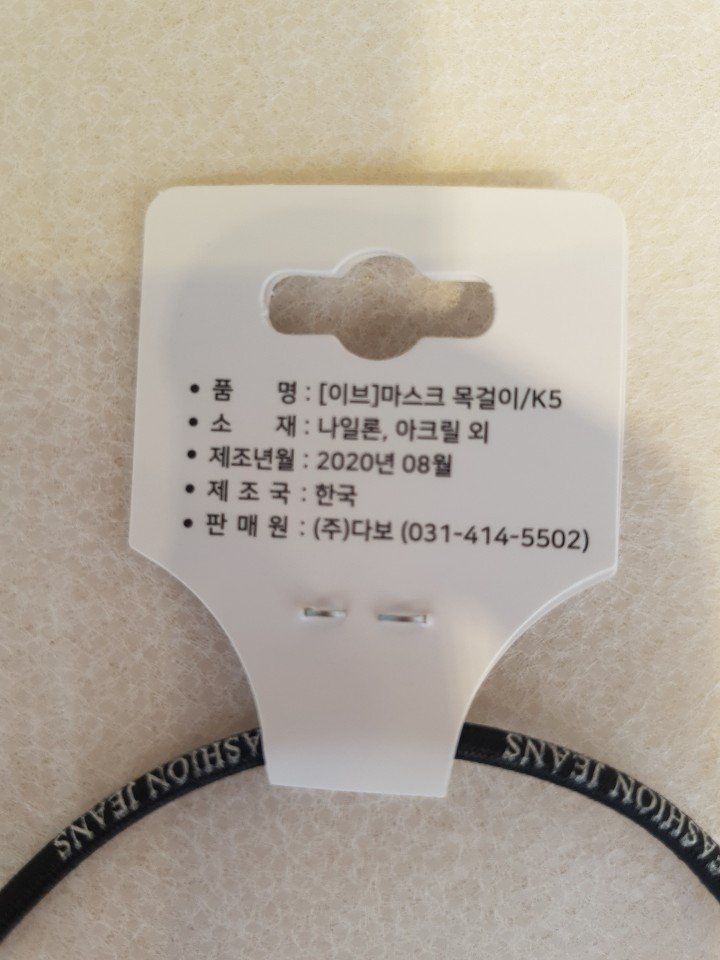 • 품 명 : [이브]마스크 목걸이/K5
• 소 재 : 나일론, 아크릴 외
• 제조년월 : 2020년 08월
• 제 조 국 : 한국
• 판 매 원 : (주)다보 (031-414-5502)
FASHION JEANS
FASHION JEANS